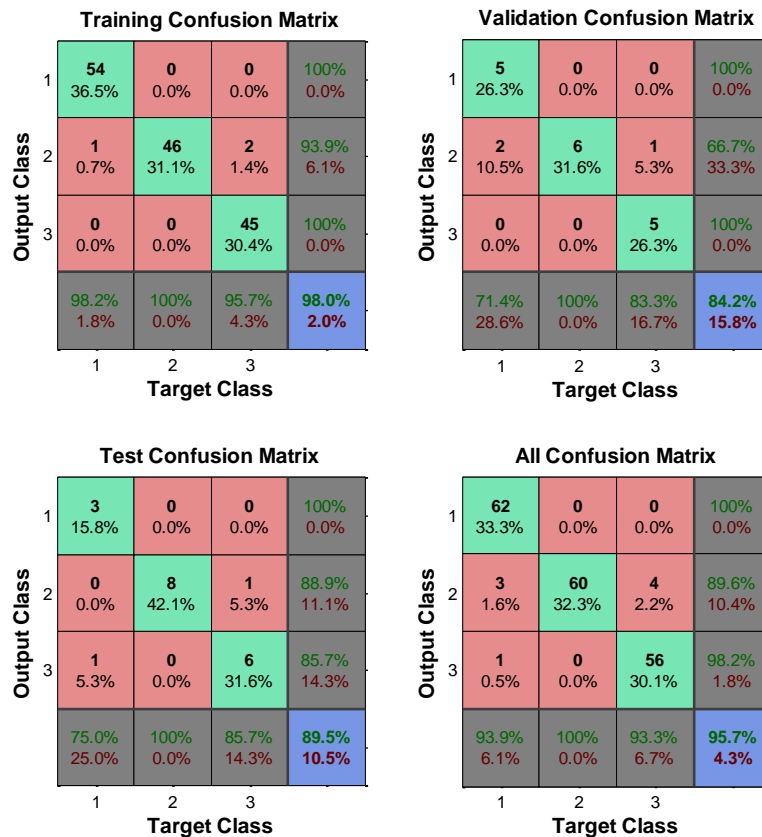 Training Confusion Matrix
54 0 0 100%
1
36.5% 0.0% 0.0% 0.0%
1 46 2 93.9%
2
0.7% 31.1% 1.4% 6.1%
0 0 45 100%
3
0.0% 0.0% 30.4% 0.0%
98.2% 100% 95.7% 98.0%
1.8% 0.0% 4.3% 2.0%
1 2 3
Target Class
Output Class
Validation Confusion Matrix
5 0 0 100%
1
26.3% 0.0% 0.0% 0.0%
2 6 1 66.7%
2
10.5% 31.6% 5.3% 33.3%
0 0 5 100%
3
0.0% 0.0% 26.3% 0.0%
71.4% 100% 83.3% 84.2%
28.6% 0.0% 16.7% 15.8%
1 2 3
Target Class
Output Class
Test Confusion Matrix
3 0 0 100%
1
15.8% 0.0% 0.0% 0.0%
0 8 1 88.9%
2
0.0% 42.1% 5.3% 11.1%
1 0 6 85.7%
3
5.3% 0.0% 31.6% 14.3%
75.0% 100% 85.7% 89.5%
25.0% 0.0% 14.3% 10.5%
1 2 3
Target Class
Output Class
All Confusion Matrix
62 0 0 100%
1
33.3% 0.0% 0.0% 0.0%
3 60 4 89.6%
2
1.6% 32.3% 2.2% 10.4%
1 0 56 98.2%
3
0.5% 0.0% 30.1% 1.8%
93.9% 100% 93.3% 95.7%
6.1% 0.0% 6.7% 4.3%
1 2 3
Target Class
Output Class